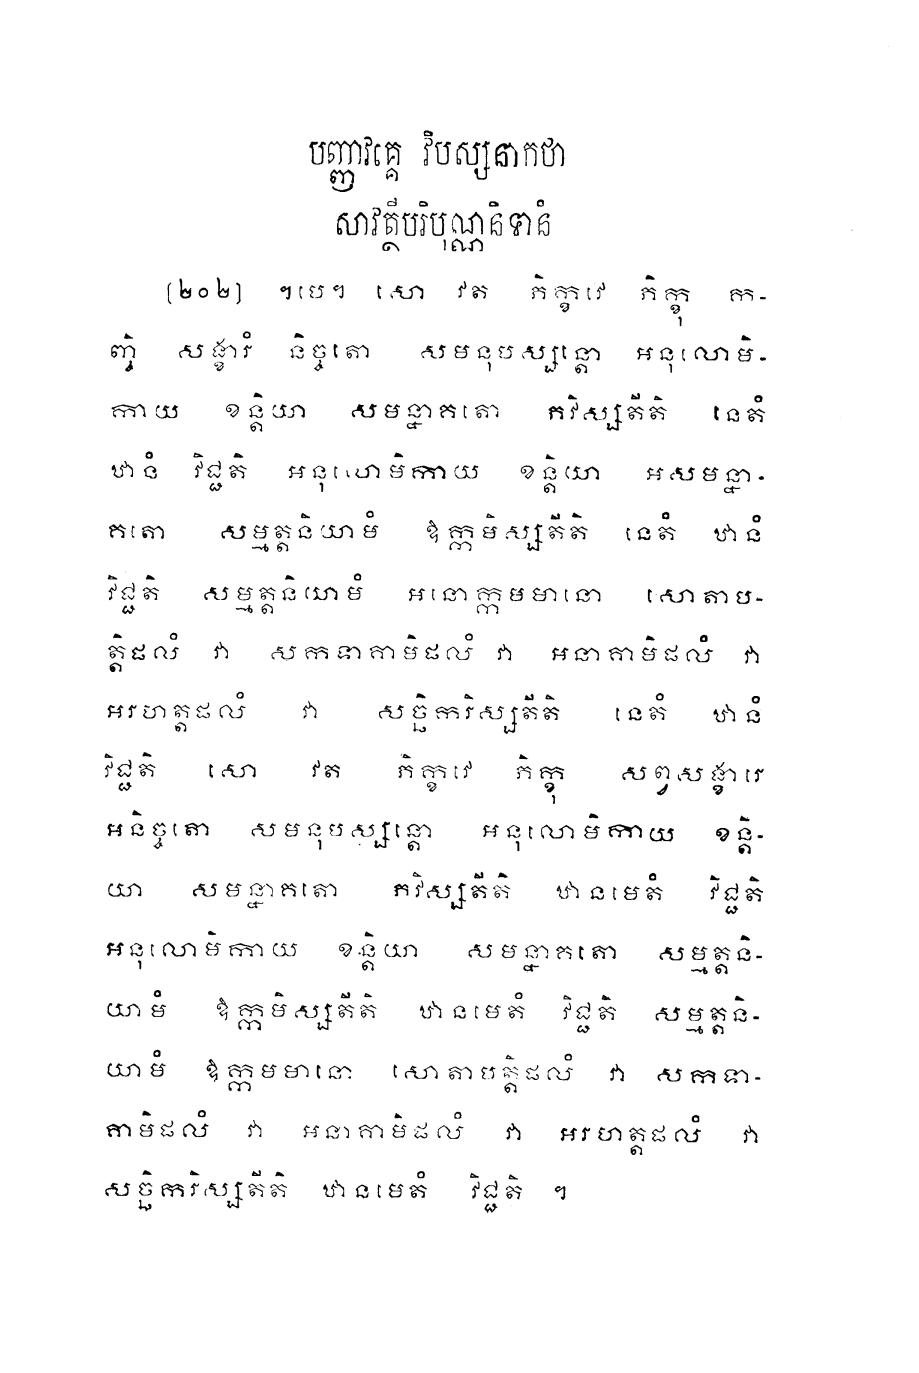 បញ្ញាវគ្គេ វិបស្សនាកថា
សាវត្ថីបរិបុណ្ណនិទានំ
(២០២) ។បេ។ សោ វត ភិក្ខវេ ភិក្ខុ ក-
ញ្ចិ សង្ខារំ និច្ចតោ សមនុបស្សន្តោ អនុលោមិ-
កាយ ខន្តិយា សមន្នាគតោ ភវិស្សតីតិ នេតំ
ឋានំ វិជ្ជតិ អនុលោមិកាយ ខន្តិយា អសមន្នា-
គតោ សម្មត្តនិយាមំ ឱក្កមិស្សតីតិ នេតំ ឋានំ
វិជ្ជតិ សម្មត្តនិយាមំ អនោក្កមមានោ សោតាប-
ត្តិផលំ វា សកទាគាមិផលំ វា អនាគាមិផលំ វា
អរហត្តផលំ វា សច្ឆិករិស្សតីតិ នេតំ ឋានំ
វិជ្ជតិ សោ វត ភិក្ខវេ ភិក្ខុ សព្វសង្ខារេ
អនិច្ចតោ សមនុបស្សន្តោ អនុលោមិកាយ ខន្តិ-
យា សមន្នាគតោ ភវិស្សតីតិ ឋានមេតំ វិជ្ជតិ
អនុលោមិកាយ ខន្តិយា សមន្នាគតោ សម្មត្តនិ-
យាមំ ឱក្កមិស្សតីតិ ឋានមេតំ វិជ្ជតិ សម្មត្តនិ-
យាមំ ឱក្កមមានោ សោតាបត្តិផលំ វា សកទា-
គាមិផលំ វា អនាគាមិផលំ វា អរហត្តផលំ វា
សច្ឆិករិស្សតីតិ ឋានមេតំ វិជ្ជតិ ។